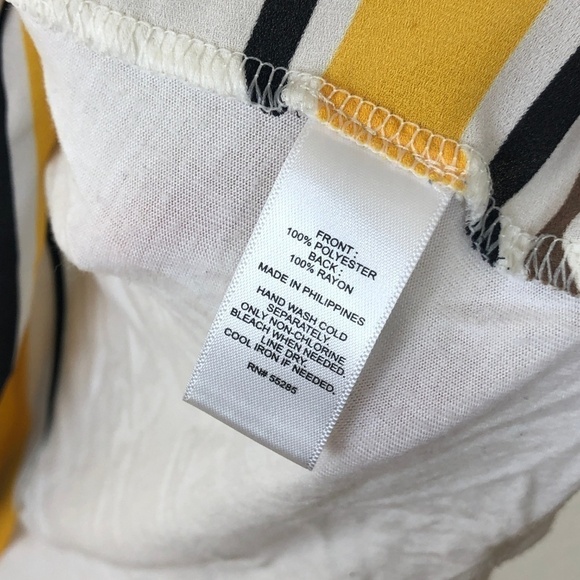 FRONT :
100% POLYESTER
BACK :
100% RAYON
MADE IN PHILIPPINES
HAND WASH COLD
SEPARATELY.
ONLY NON-CHLORINE
BLEACH WHEN NEEDED.
LINE DRY.
COOL IRON IF NEEDED.
RN# 55285